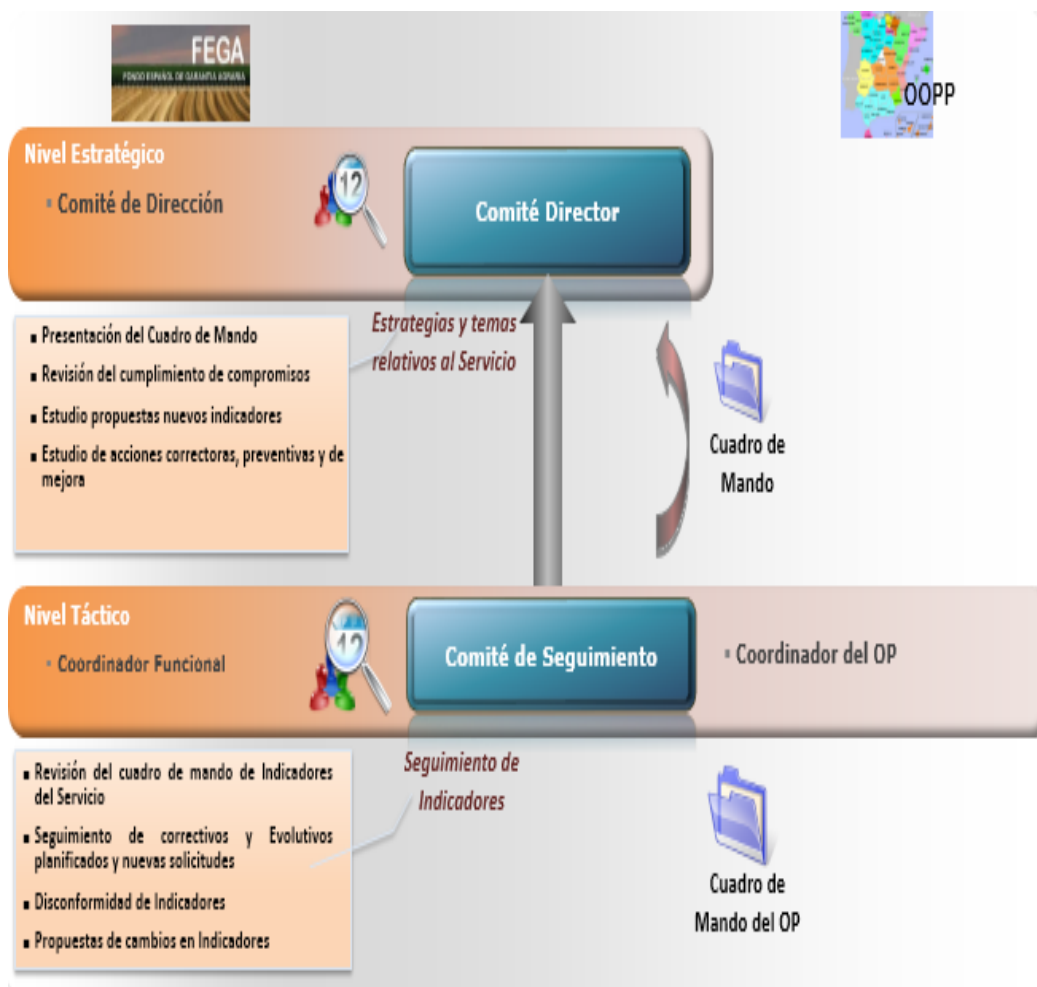 FEGA
FONDO ESPAÑOL DE GARANTIA AGRARIA
OOPP
Nivel Estratégico
▪ Comité de Dirección
12
Comité Director
▪ Presentación del Cuadro de Mando
▪ Revisión del cumplimiento de compromisos
▪ Estudio propuestas nuevos indicadores
▪ Estudio de acciones correctoras, preventivas y de
mejora
Estrategias y temas
relativos al Servicio
Cuadro de
Mando
Nivel Táctico
▪ Coordinador Funcional
12
Comité de Seguimiento
▪ Coordinador del OP
▪ Revisión del cuadro de mando de Indicadores
del Servicio
▪ Seguimiento de correctivos y Evolutivos
planificados y nuevas solicitudes
▪ Disconformidad de Indicadores
▪ Propuestas de cambios en Indicadores
Seguimiento de
Indicadores
Cuadro de
Mando del OP